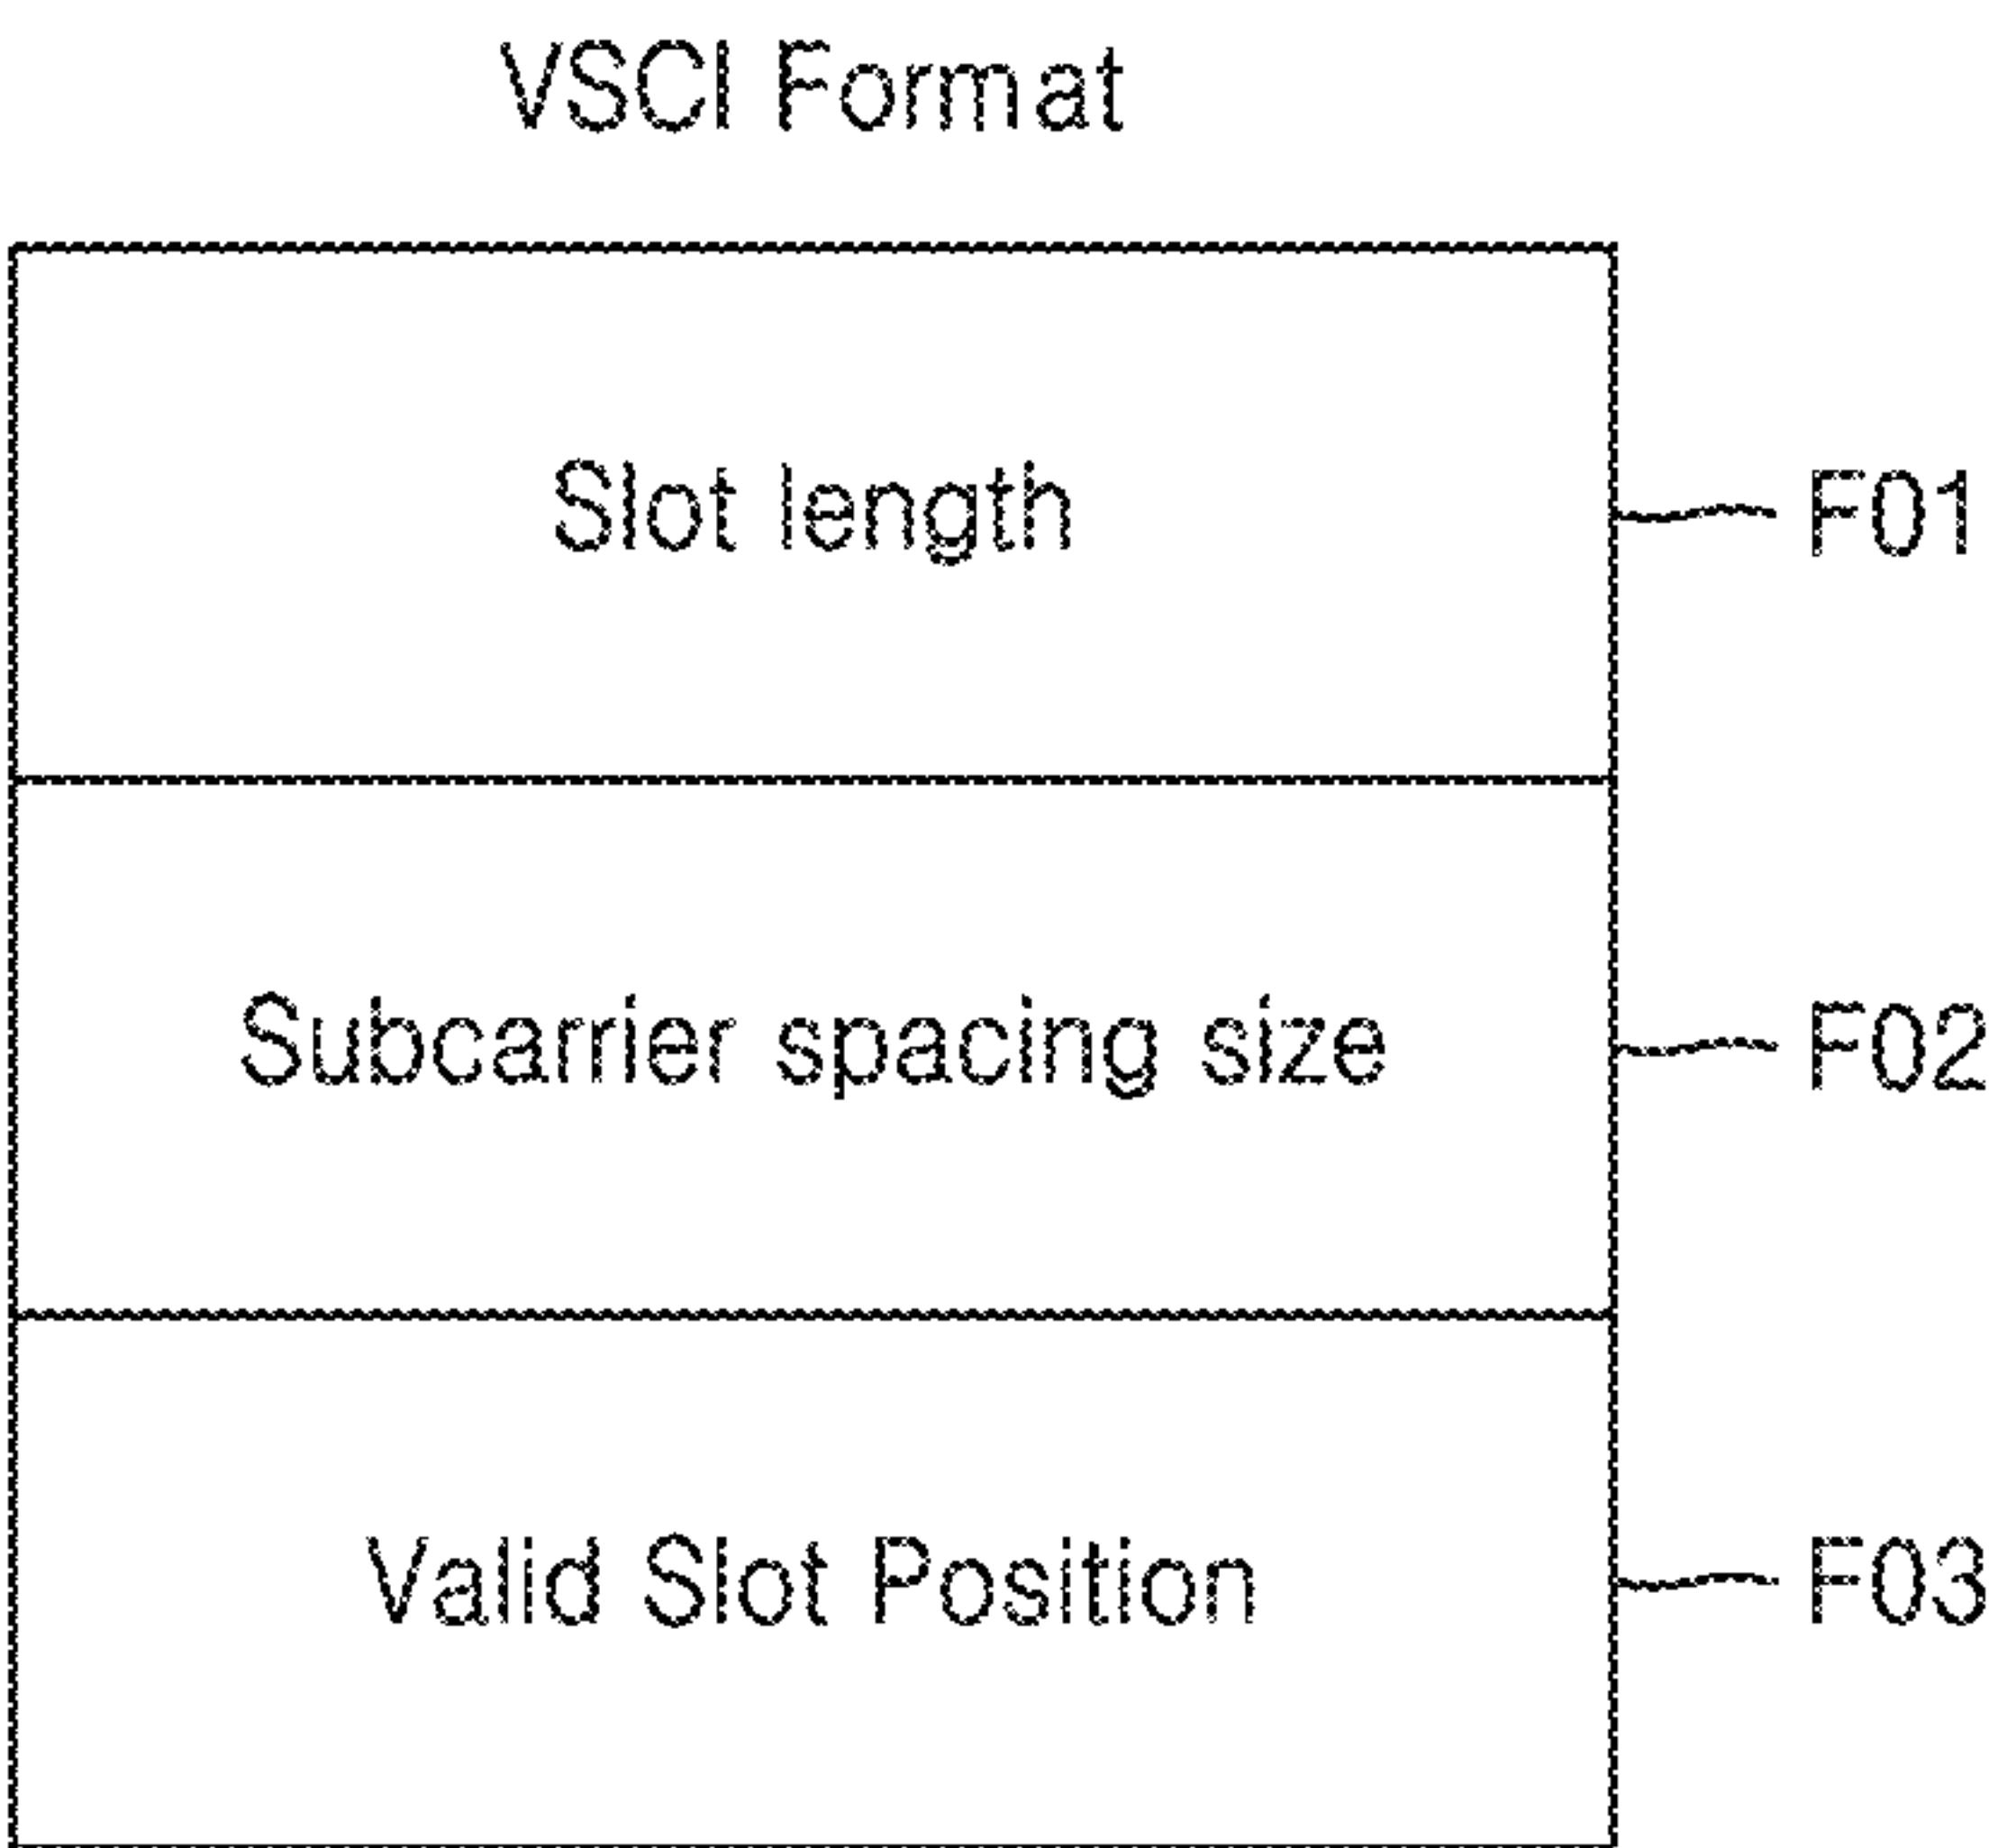 VSCI Format
Slot length F01
Subcarrier spacing size F02
Valid Slot Position F03